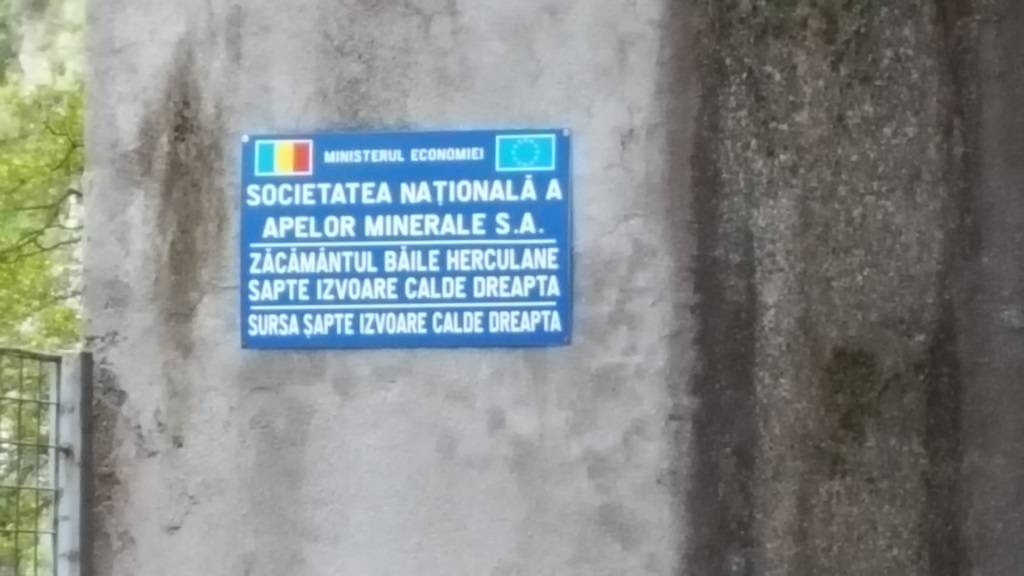 MINISTERUL ECONOMIEI
SOCIETATEA NAȚIONALĂ A
APELOR MINERALE S.A.
ZĂCĂMÂNTUL BĂILE HERCULANE
SAPTE IZVOARE CALDE DREAPTA
SURSA ȘAPTE IZVOARE CALDE DREAPTA